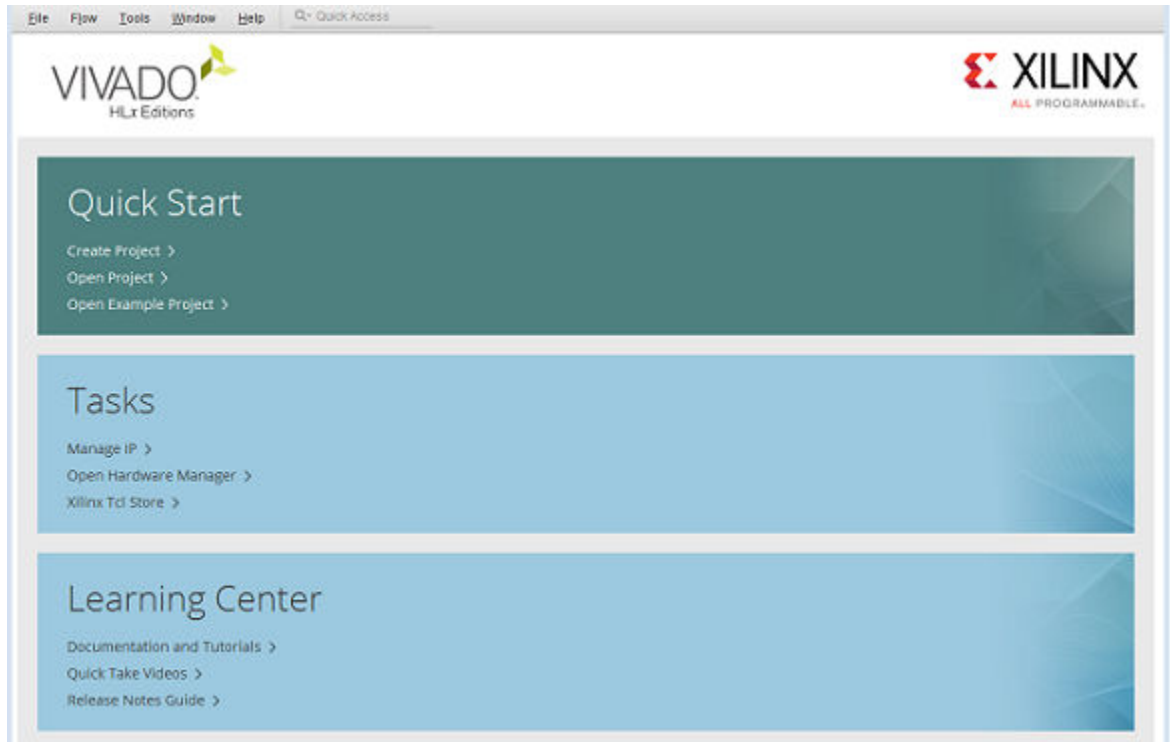 File Flow Tools Window Help Quick Access
VIVADO
HLx Editions
XILINX
ALL PROGRAMMABLE.
Quick Start
Create Project >
Open Project >
Open Example Project >
Tasks
Manage IP >
Open Hardware Manager >
Xilinx Tcl Store >
Learning Center
Documentation and Tutorials >
Quick Take Videos >
Release Notes Guide >